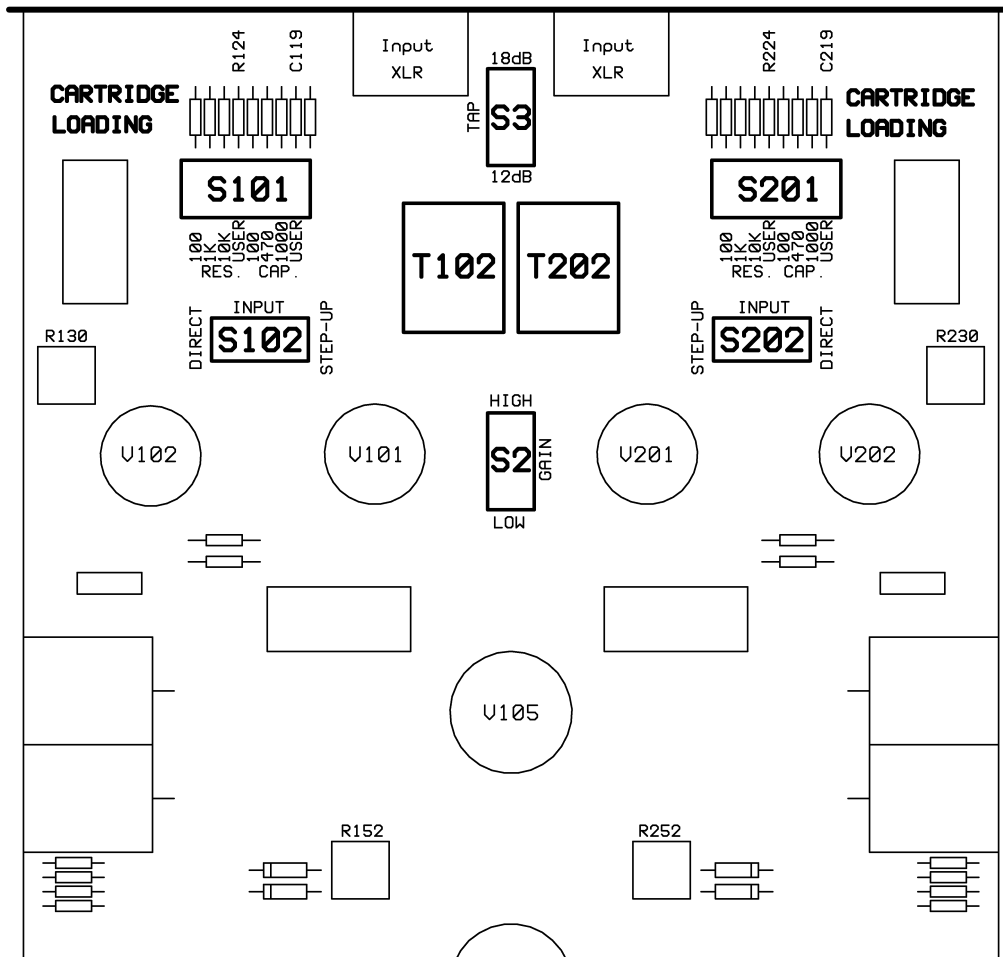 Input
XLR
Input
XLR
R124
C119
18dB
R224
C219
CARTRIDGE
LOADING
TAP
S3
CARTRIDGE
LOADING
12dB
S101
S201
100
1K
10K
USER
100
470
1000
USER
RES. CAP.
100
1K
10K
USER
100
470
1000
USER
RES. CAP.
T102
T202
INPUT
DIRECT
S102
STEP-UP
INPUT
STEP-UP
S202
DIRECT
R130
R230
HIGH
V102
V101
S2
GAIN
V201
V202
LOW
V105
R152
R252